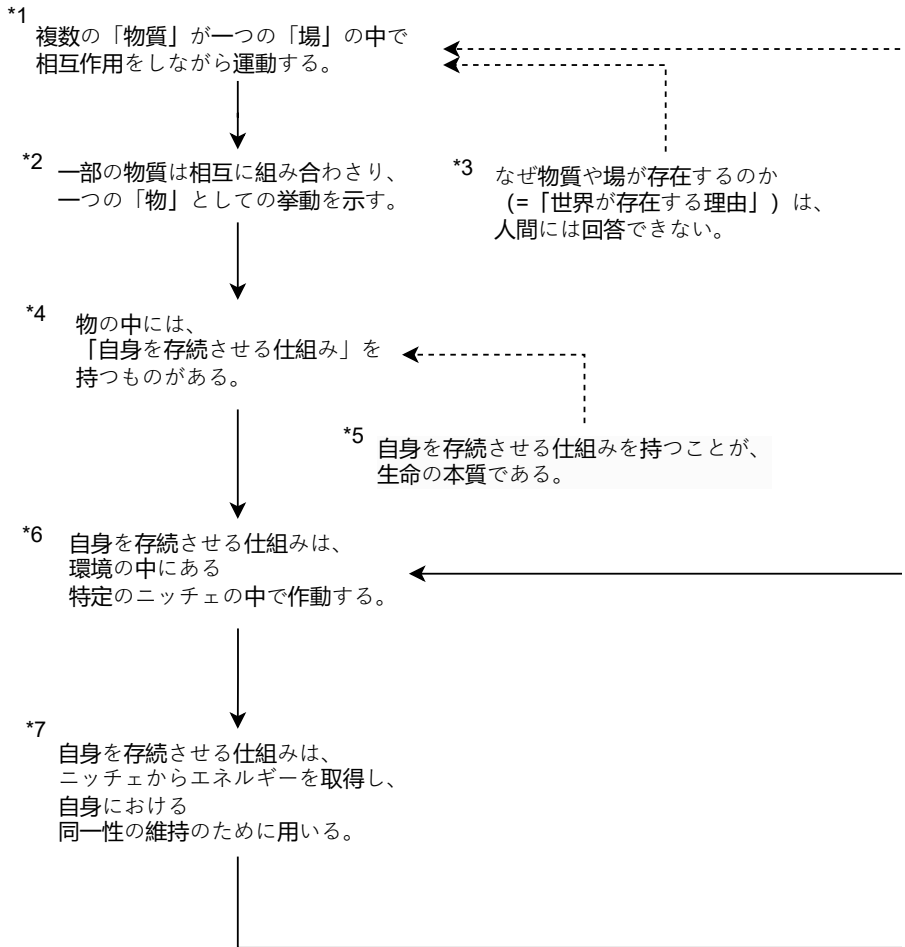 *1
複数の「物質」が一つの「場」の中で
相互作用をしながら運動する。
*2
一部の物質は相互に組み合わさり、
一つの「物」としての挙動を示す。
*3
なぜ物質や場が存在するのか
(=「世界が存在する理由」)は、
人間には回答できない。
*4
物の中には、
「自身を存続させる仕組み」を
持つものがある。
*5
自身を存続させる仕組みを持つことが、
生命の本質である。
*6
自身を存続させる仕組みは、
環境の中にある
特定のニッチェの中で作動する。
*7
自身を存続させる仕組みは、
ニッチェからエネルギーを取得し、
自身における
同一性の維持のために用いる。